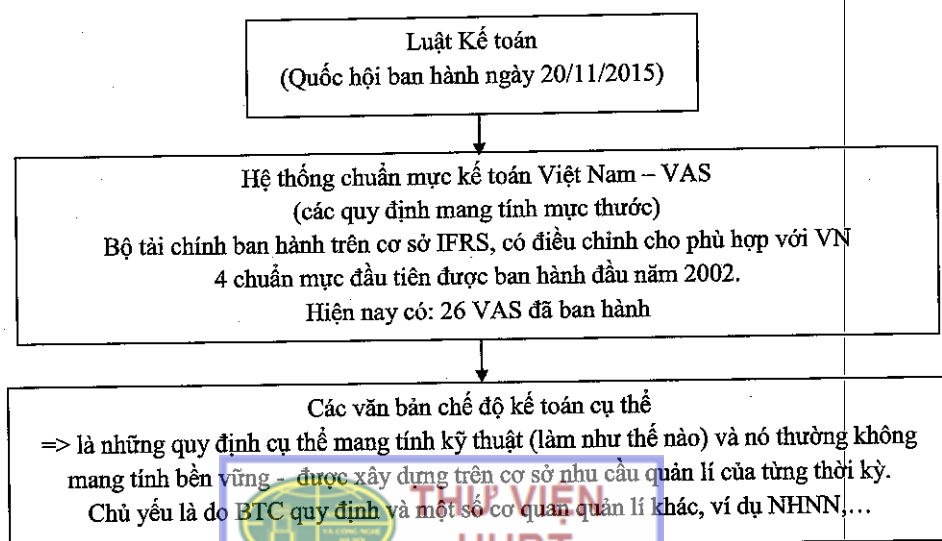 Luật Kế toán
(Quốc hội ban hành ngày 20/11/2015)
Hệ thống chuẩn mực kế toán Việt Nam – VAS
(các quy định mang tính mực thước)
Bộ tài chính ban hành trên cơ sở IFRS, có điều chỉnh cho phù hợp với VN
4 chuẩn mực đầu tiên được ban hành đầu năm 2002.
Hiện nay có: 26 VAS đã ban hành
Các văn bản chế độ kế toán cụ thể
=> là những quy định cụ thể mang tính kỹ thuật (làm như thế nào) và nó thường không
mang tính bền vững - được xây dựng trên cơ sở nhu cầu quản lí của từng thời kỳ.
Chủ yếu là do BTC quy định và một số cơ quan quản lí khác, ví dụ NHNN,…
THƯ VIỆN